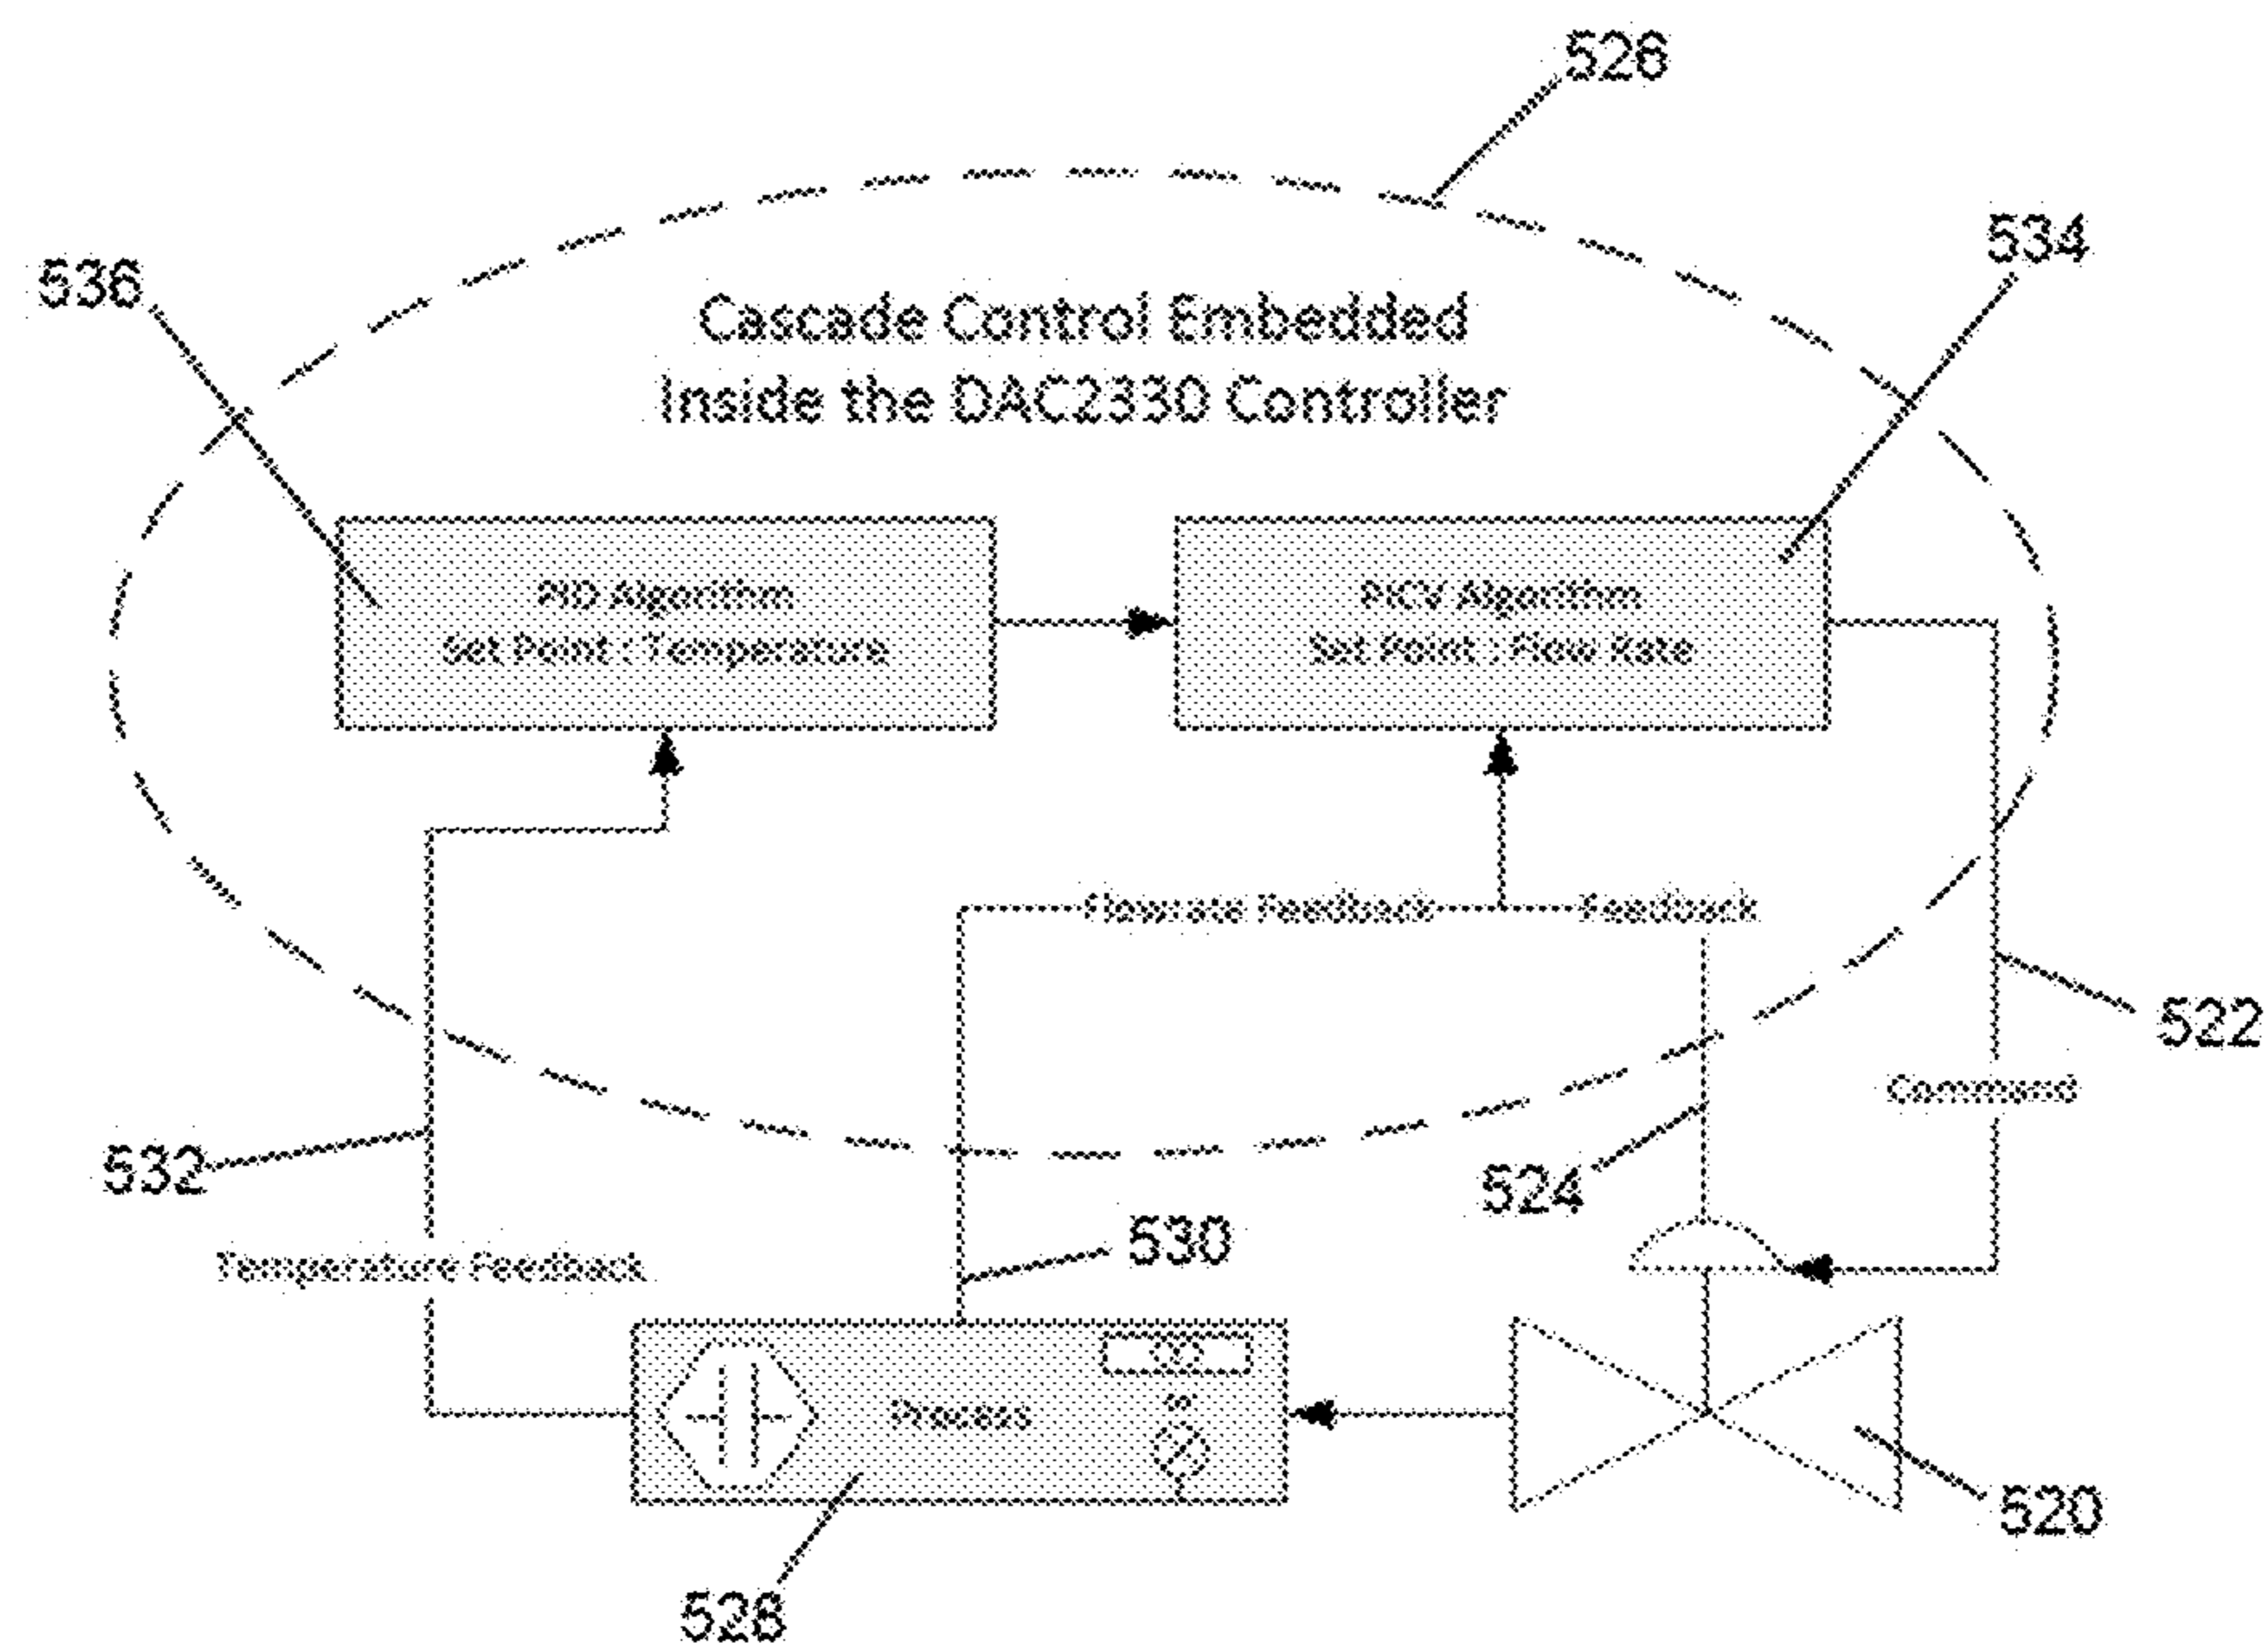 526
534
536
Cascade Control Embedded
Inside the DAC2330 Controller
PID Algorithm
Set Point : Temperature
PICV Algorithm
Set Point : Flow Rate
Flowrate Feedback
Feedback
522
Command
532
524
530
Temperature Feedback
Process
520
528